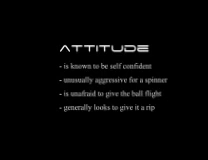 ATTITUDE
- is known to be self confident
- unusually aggressive for a spinner
- is unafraid to give the ball flight
- generally looks to give it a rip